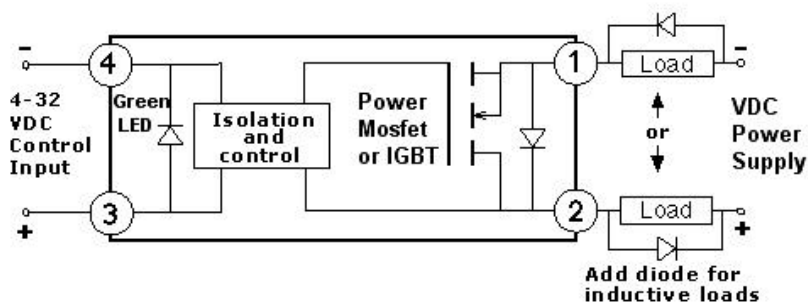 -
4
1
-
4-32
VDC
Control
Input
Green
LED
Isolation
and
control
Power
Mosfet
or IGBT
Load
or
VDC
Power
Supply
+
3
2
Load
+
Add diode for
inductive loads